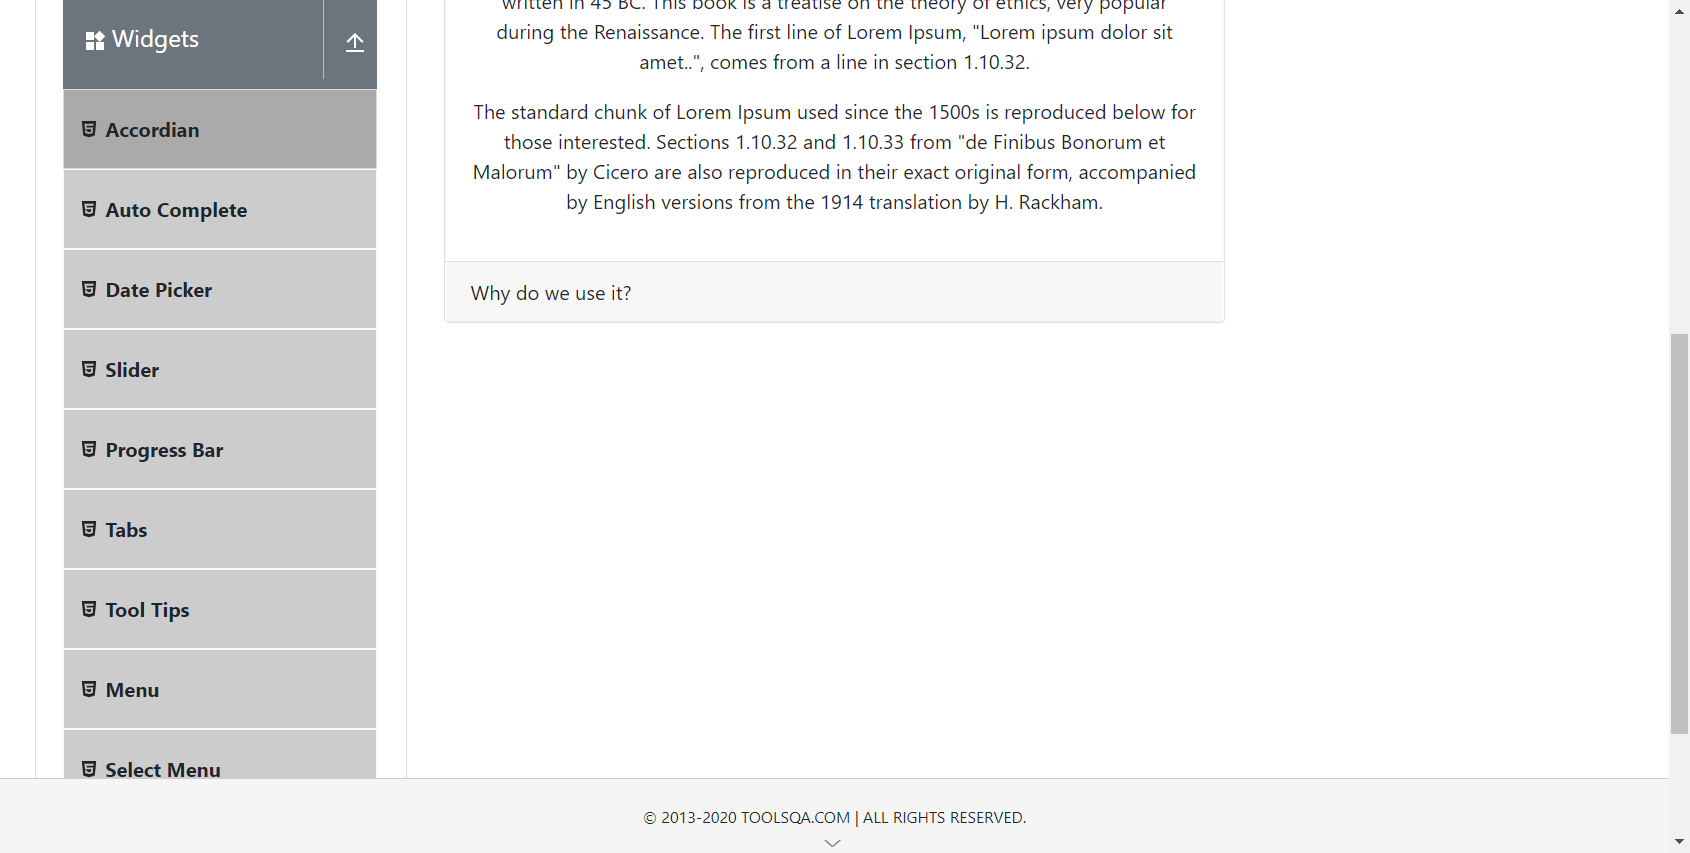 Widgets
Accordian
Auto Complete
Date Picker
Slider
Progress Bar
Tabs
Tool Tips
Menu
Select Menu
written in 45 BC. This book is a treatise on the theory of ethics, very popular
during the Renaissance. The first line of Lorem Ipsum, "Lorem ipsum dolor sit
amet..", comes from a line in section 1.10.32.
The standard chunk of Lorem Ipsum used since the 1500s is reproduced below for
those interested. Sections 1.10.32 and 1.10.33 from "de Finibus Bonorum et
Malorum" by Cicero are also reproduced in their exact original form, accompanied
by English versions from the 1914 translation by H. Rackham.
Why do we use it?
© 2013-2020 TOOLSQA.COM | ALL RIGHTS RESERVED.